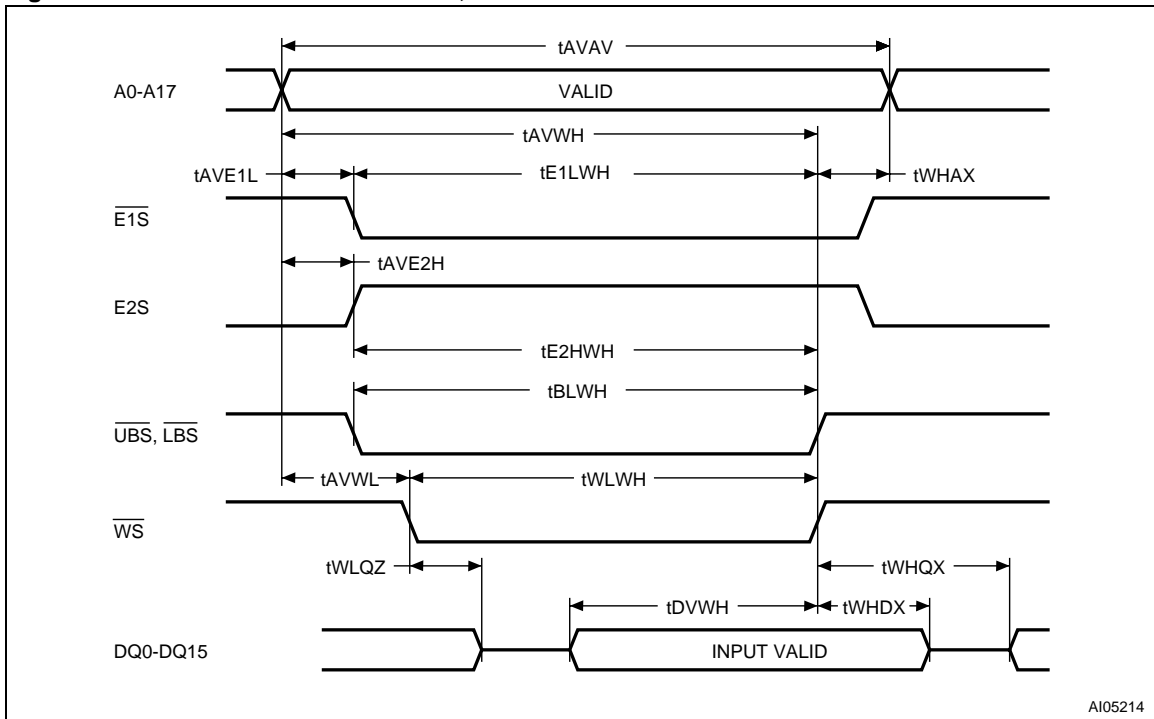 tAVAV
A0-A17
VALID
tAVWH
tAVE1L
tE1LWH
tWHAX
E1S
tAVE2H
E2S
tE2HWH
tBLWH
UBS, LBS
tAVWL
tWLWH
WS
tWLQZ
tWHQX
tDVWH
tWHDX
DQ0-DQ15
INPUT VALID
AI05214